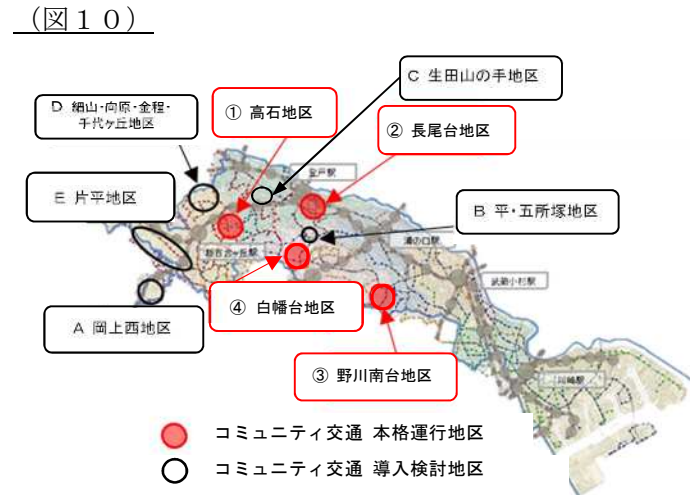 （図１０）
C 生田山の手地区
D 細山・向原・金程・
千代ヶ丘地区
① 高石地区
② 長尾台地区
登戸駅
E 片平地区
B 平・五所塚地区
新百合ヶ丘駅
溝の口駅
武蔵小杉駅
④ 白幡台地区
A 岡上西地区
③ 野川南台地区
川崎駅
コミュニティ交通 本格運行地区
コミュニティ交通 導入検討地区